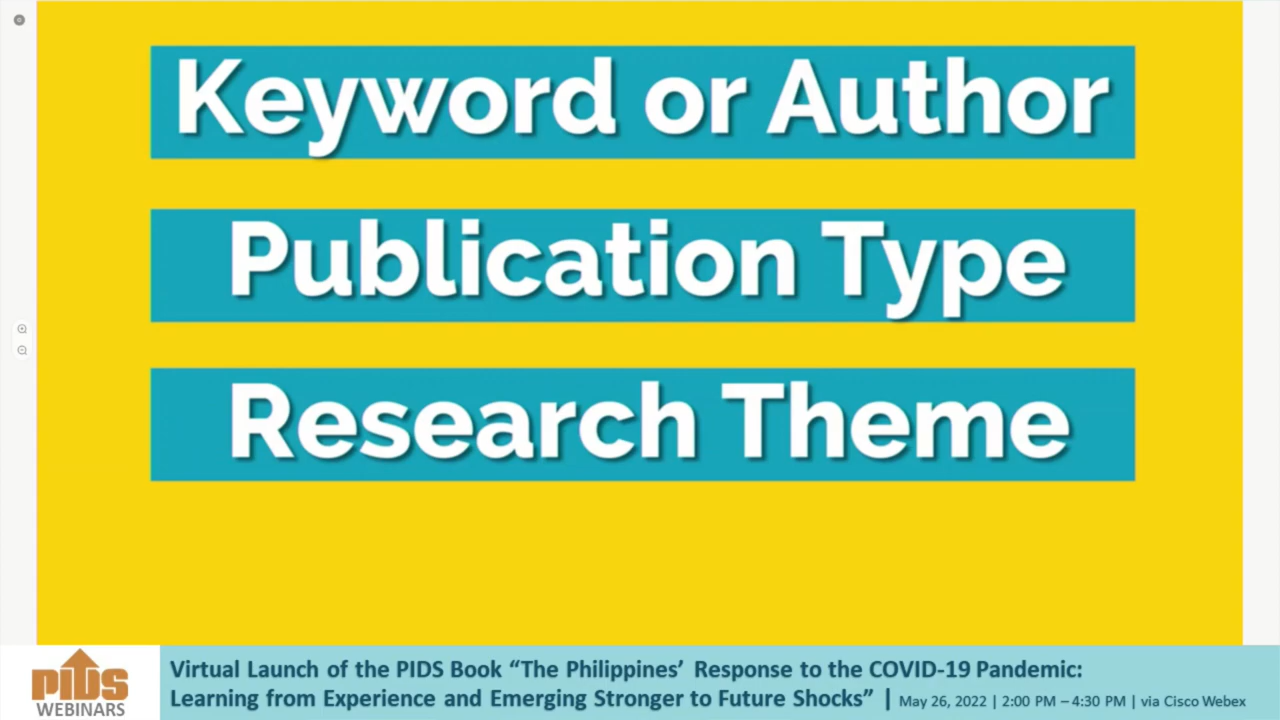 Keyword or Author
Publication Type
Research Theme
PIDS
WEBINARS
Virtual Launch of the PIDS Book “The Philippines’ Response to the COVID-19 Pandemic:
Learning from Experience and Emerging Stronger to Future Shocks” | May 26, 2022 | 2:00 PM – 4:30 PM | via Cisco Webex